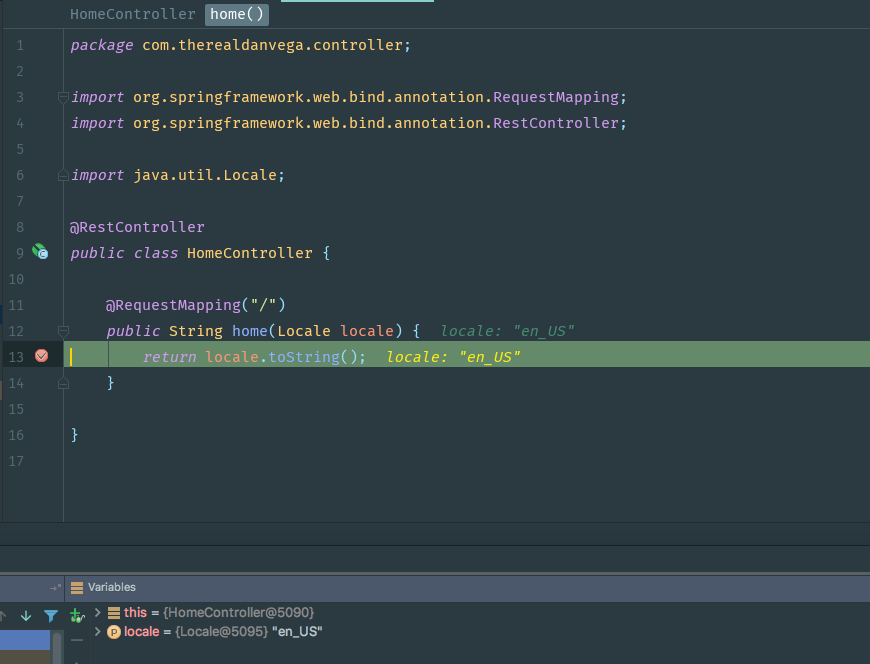 HomeController home()
1 package com.therealdanvega.controller;
2
3 import org.springframework.web.bind.annotation.RequestMapping;
4 import org.springframework.web.bind.annotation.RestController;
5
6 import java.util.Locale;
7
8 @RestController
9 public class HomeController {
10
11 @RequestMapping("/")
12 public String home(Locale locale) { locale: "en_US"
13 return locale.toString(); locale: "en_US"
14 }
15
16 }
17
Variables
this = {HomeController@5090}
locale = {Locale@5095} "en_US"